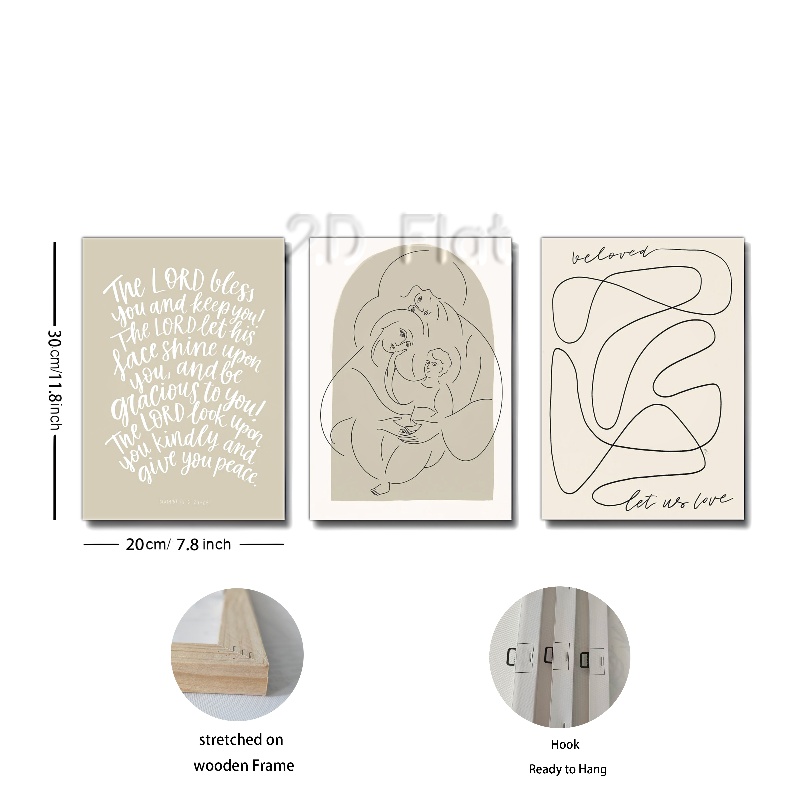 2D Flat
30cm/11.8inch
The LORD bless
you and keep you!
The LORD let his
face shine upon
you, and be
gracious to you!
The LORD look upon
you kindly and
give you peace.
beloved
let us love
20cm/ 7.8 inch
stretched on
wooden Frame
Hook
Ready to Hang